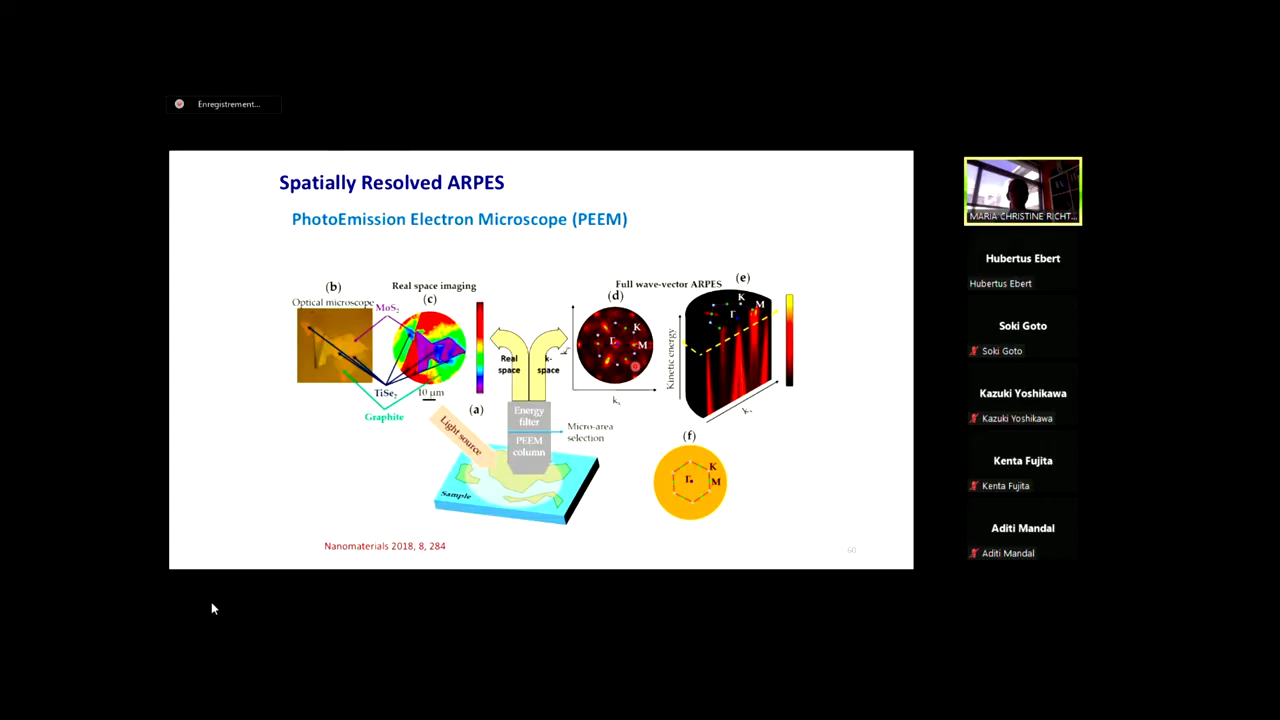 Enregistrement...
Spatially Resolved ARPES
PhotoEmission Electron Microscope (PEEM)
(b)
Real space imaging
Full wave-vector ARPES
(e)
Optical microscope
MoS₂
(c)
(d)
K
M
Γ
K
M
Γ
Kinetic energy
Real space
k-space
TiSe₂
10 μm
Graphite
(a)
kₓ
Energy filter
PEEM column
Micro-area selection
Light source
Sample
(f)
K
M
Γ
Nanomaterials 2018, 8, 284
60
MARIA CHRISTINE RICHT...
Hubertus Ebert
Hubertus Ebert
Soki Goto
Soki Goto
Kazuki Yoshikawa
Kazuki Yoshikawa
Kenta Fujita
Kenta Fujita
Aditi Mandal
Aditi Mandal